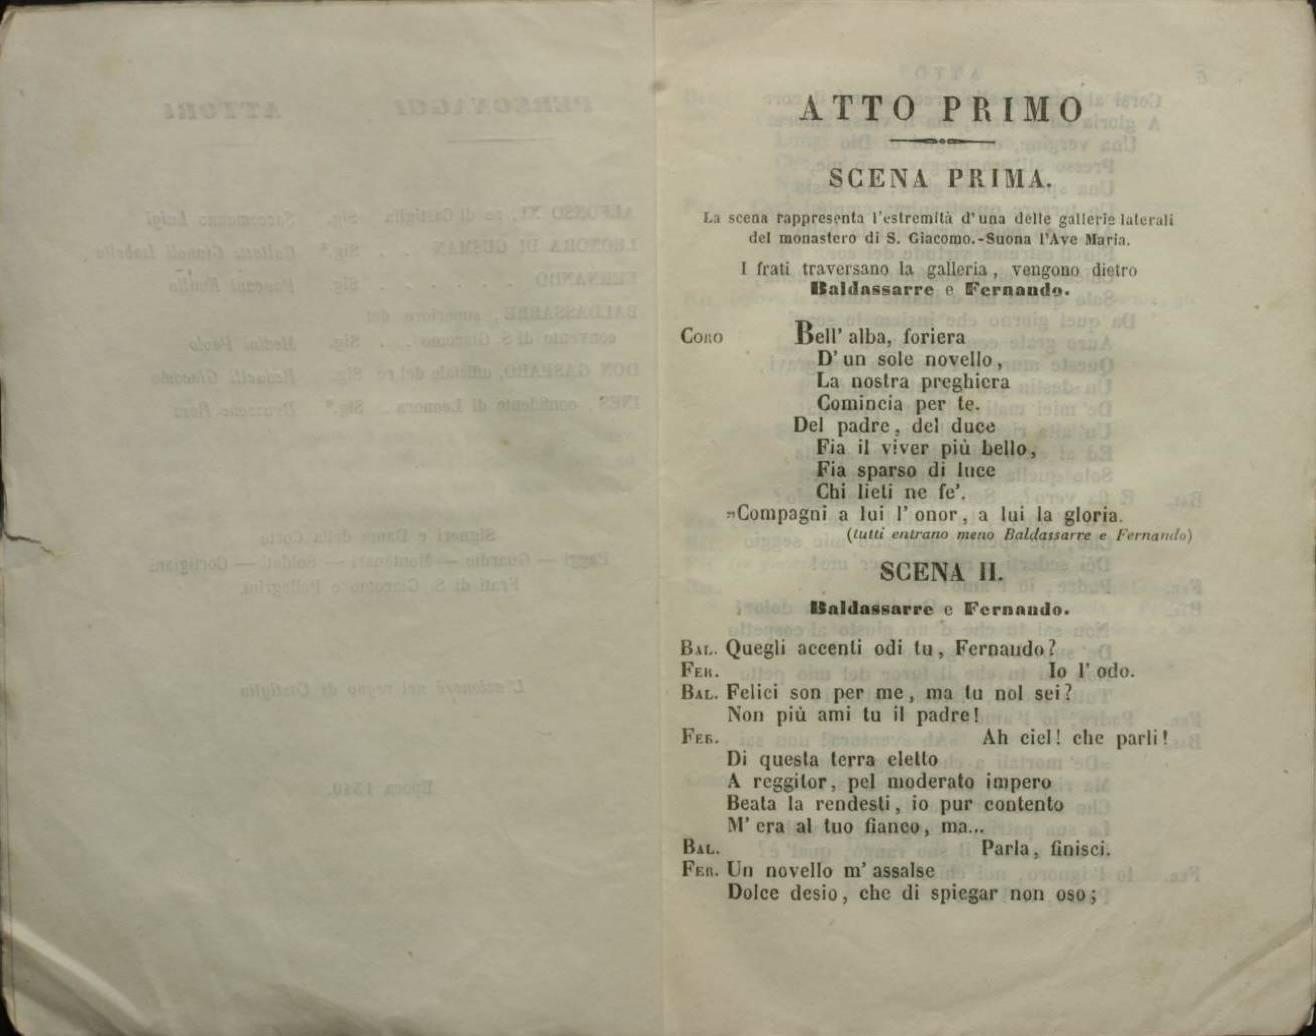 ATTO PRIMO
SCENA PRIMA.
La scena rappresenta l'estremità d'una delle gallerie laterali
del monastero di S. Giacomo.-Suona l'Ave Maria.
I frati traversano la galleria, vengono dietro
Baldassarre e Fernando.
CORO Bell' alba, foriera
D' un sole novello,
La nostra preghiera
Comincia per te.
Del padre, del duce
Fia il viver più bello,
Fia sparso di luce
Chi lieti ne fe'.
»Compagni a lui l' onor, a lui la gloria.
(tutti entrano meno Baldassarre e Fernando)
SCENA II.
Baldassarre e Fernando.
BAL. Quegli accenti odi tu, Fernando?
FER. Io l' odo.
BAL. Felici son per me, ma tu nol sei?
Non più ami tu il padre!
FER. Ah ciel! che parli!
Di questa terra eletto
A reggitor, pel moderato impero
Beata la rendesti, io pur contento
M' era al tuo fianco, ma...
BAL. Parla, finisci.
FER. Un novello m' assalse
Dolce desio, che di spiegar non oso;